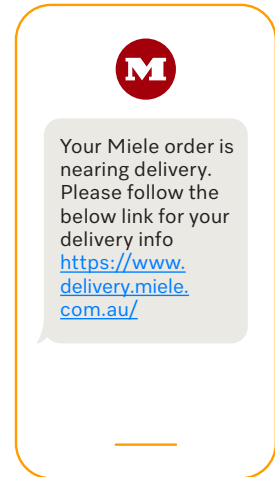 M
Your Miele order is
nearing delivery.
Please follow the
below link for your
delivery info
https://www.
delivery.miele.
com.au/